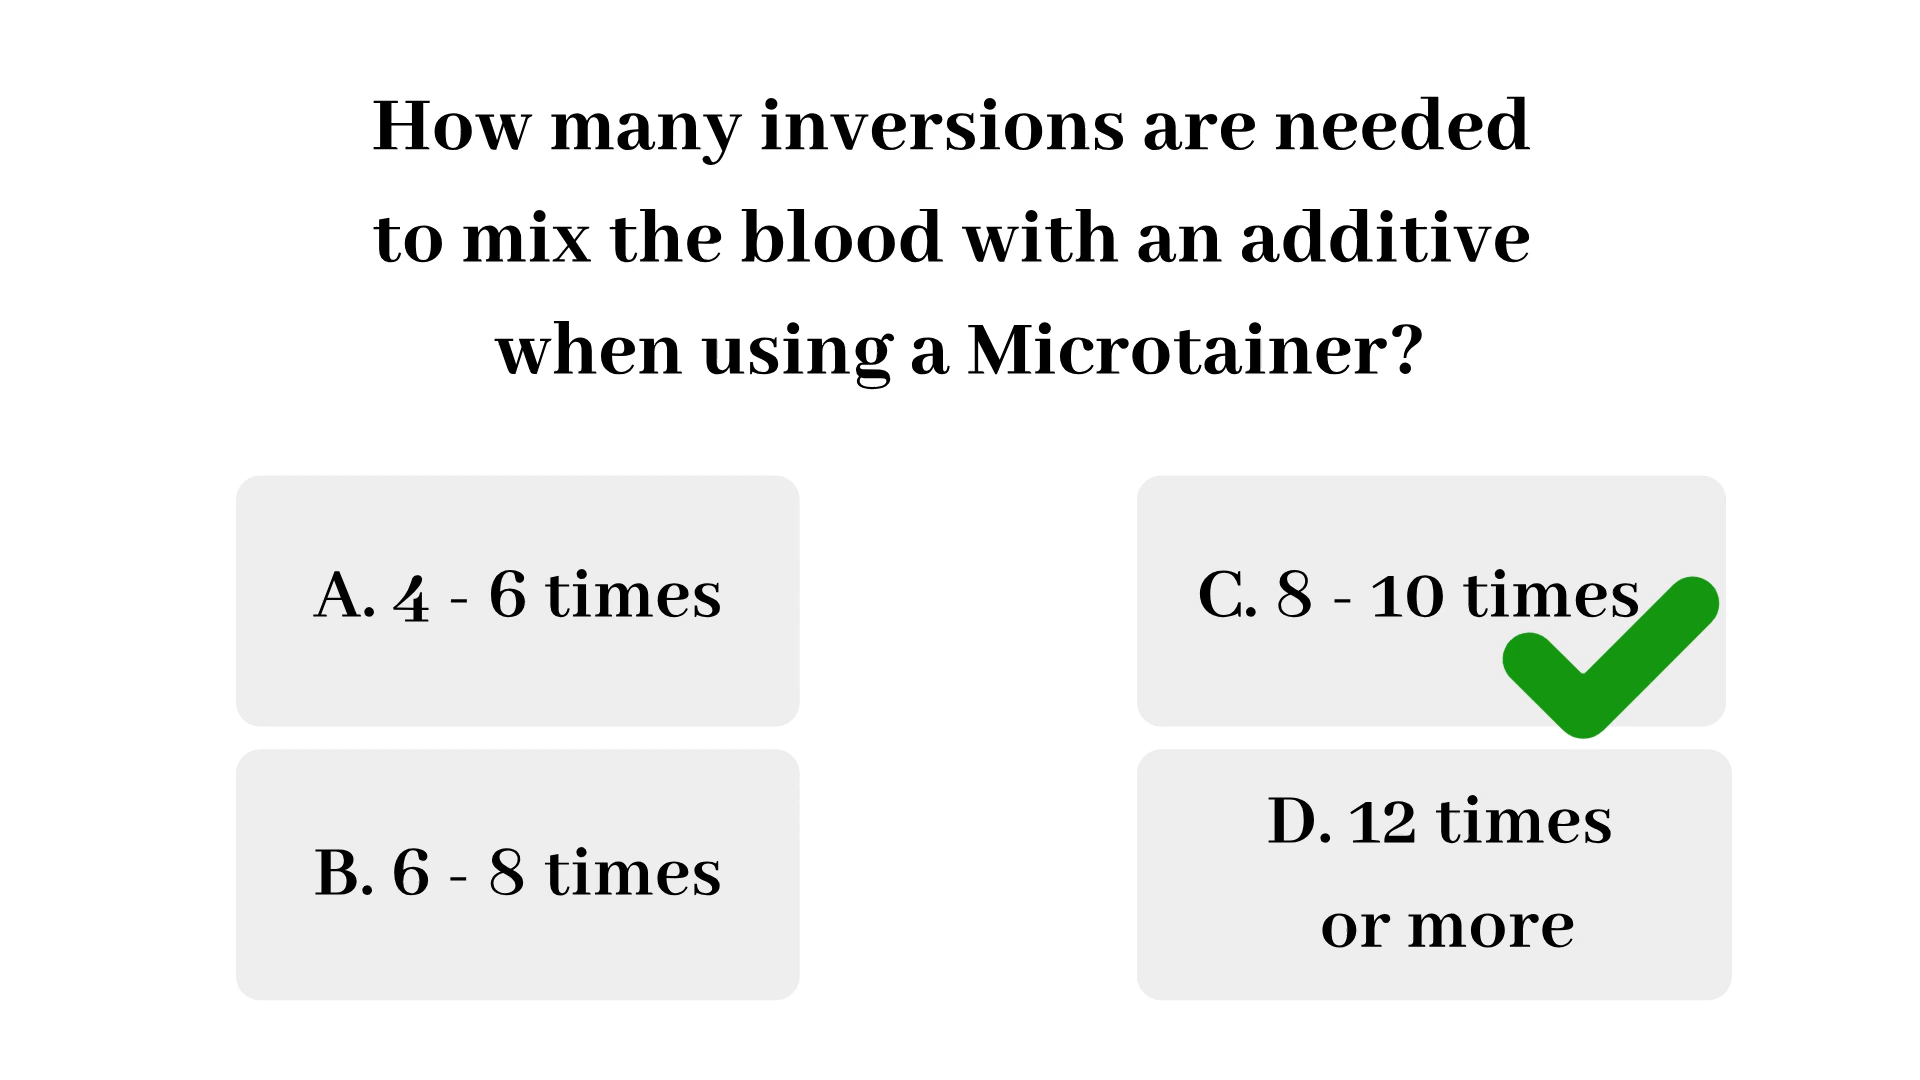 How many inversions are needed
to mix the blood with an additive
when using a Microtainer?
A. 4 - 6 times
B. 6 - 8 times
C. 8 - 10 times
D. 12 times
or more